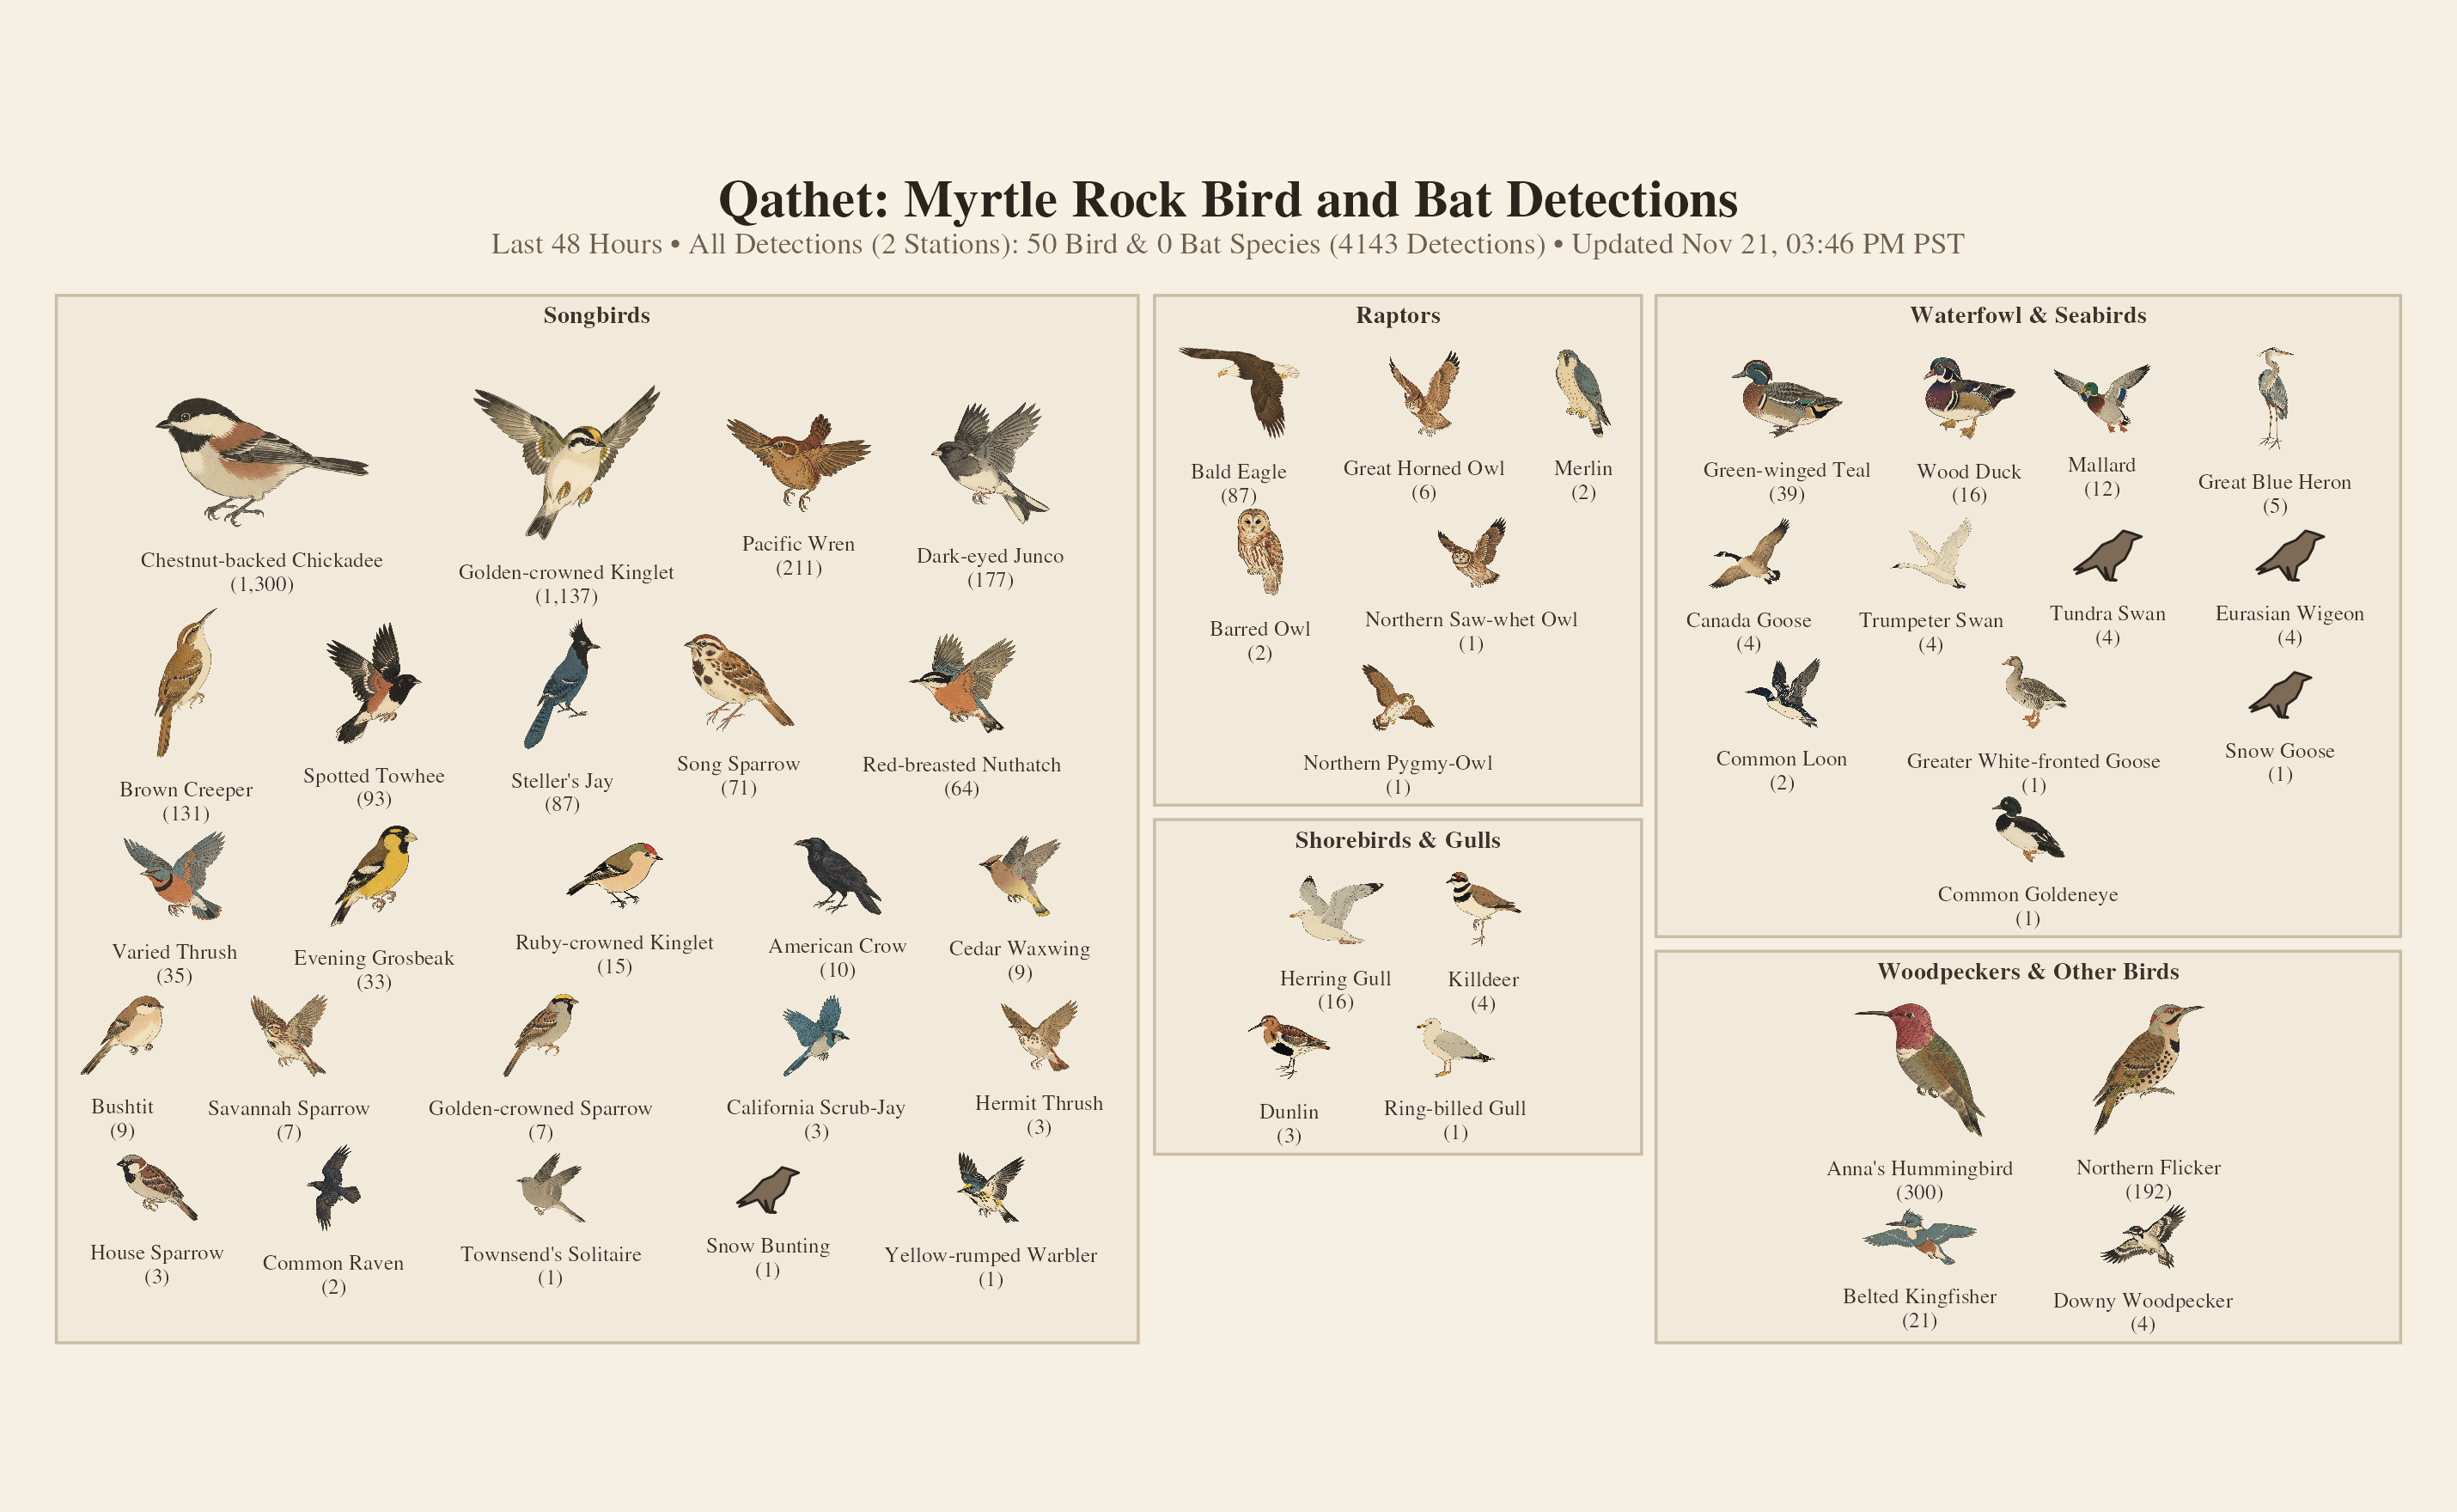 Qathet: Myrtle Rock Bird and Bat Detections
Last 48 Hours • All Detections (2 Stations): 50 Bird & 0 Bat Species (4143 Detections) • Updated Nov 21, 03:46 PM PST
Songbirds
Chestnut-backed Chickadee
(1,300)
Golden-crowned Kinglet
(1,137)
Pacific Wren
(211)
Dark-eyed Junco
(177)
Brown Creeper
(131)
Spotted Towhee
(93)
Steller's Jay
(87)
Song Sparrow
(71)
Red-breasted Nuthatch
(64)
Varied Thrush
(35)
Evening Grosbeak
(33)
Ruby-crowned Kinglet
(15)
American Crow
(10)
Cedar Waxwing
(9)
Bushtit
(9)
Savannah Sparrow
(7)
Golden-crowned Sparrow
(7)
California Scrub-Jay
(3)
Hermit Thrush
(3)
House Sparrow
(3)
Common Raven
(2)
Townsend's Solitaire
(1)
Snow Bunting
(1)
Yellow-rumped Warbler
(1)
Raptors
Bald Eagle
(87)
Great Horned Owl
(6)
Merlin
(2)
Barred Owl
(2)
Northern Saw-whet Owl
(1)
Northern Pygmy-Owl
(1)
Shorebirds & Gulls
Herring Gull
(16)
Killdeer
(4)
Dunlin
(3)
Ring-billed Gull
(1)
Waterfowl & Seabirds
Green-winged Teal
(39)
Wood Duck
(16)
Mallard
(12)
Great Blue Heron
(5)
Canada Goose
(4)
Trumpeter Swan
(4)
Tundra Swan
(4)
Eurasian Wigeon
(4)
Common Loon
(2)
Greater White-fronted Goose
(1)
Snow Goose
(1)
Common Goldeneye
(1)
Woodpeckers & Other Birds
Anna's Hummingbird
(300)
Northern Flicker
(192)
Belted Kingfisher
(21)
Downy Woodpecker
(4)